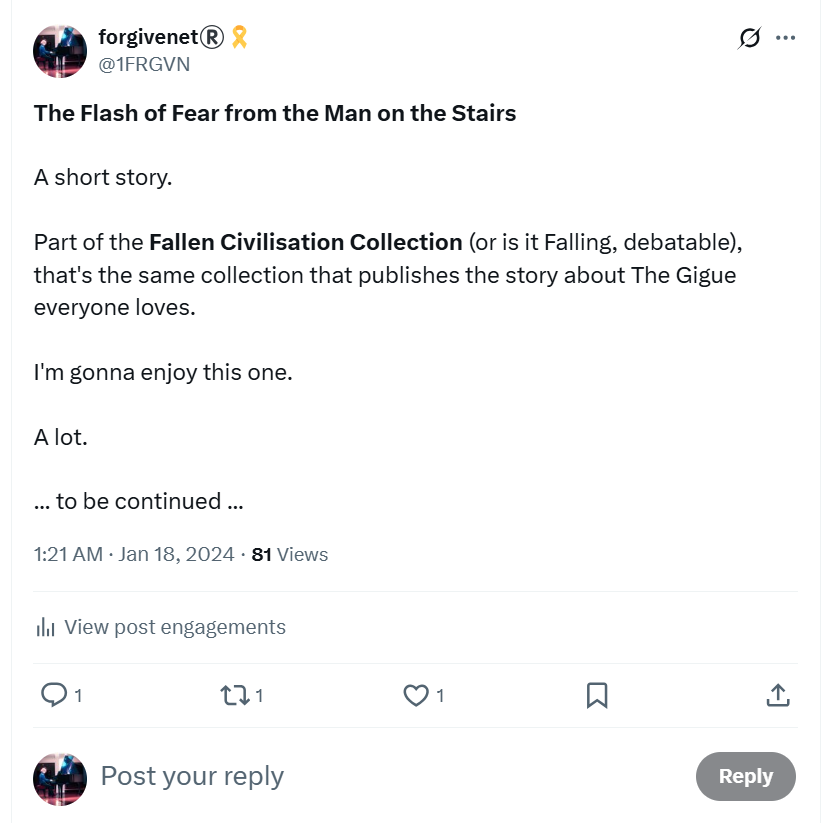 forgivenet®🎗
@1FRGVN
The Flash of Fear from the Man on the Stairs
A short story.
Part of the Fallen Civilisation Collection (or is it Falling, debatable),
that's the same collection that publishes the story about The Gigue
everyone loves.
I'm gonna enjoy this one.
A lot.
... to be continued ...
1:21 AM · Jan 18, 2024 · 81 Views
View post engagements
1 1 1
Post your reply Reply